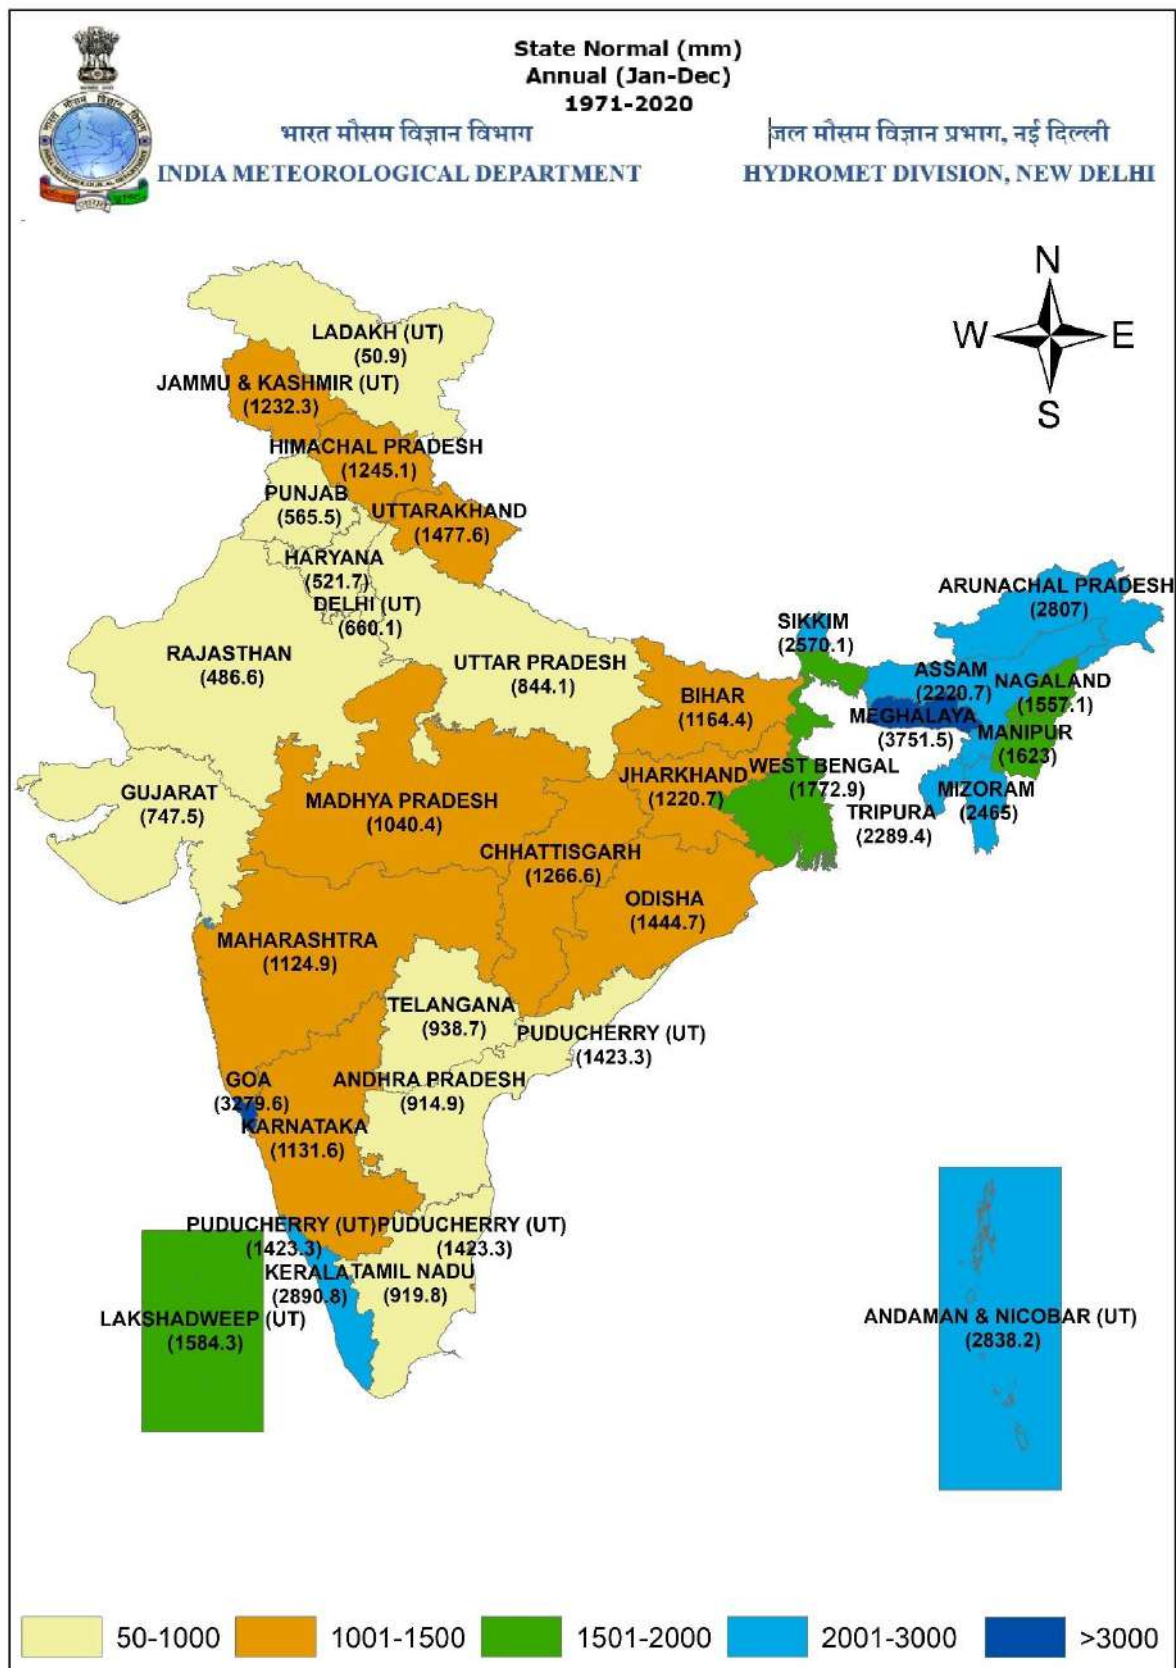 State Normal (mm)
Annual (Jan-Dec)
1971-2020
भारत मौसम विज्ञान विभाग
जल मौसम विज्ञान प्रभाग, नई दिल्ली
INDIA METEOROLOGICAL DEPARTMENT
HYDROMET DIVISION, NEW DELHI
N
W
E
S
LADAKH (UT)
(50.9)
JAMMU & KASHMIR (UT)
(1232.3)
HIMACHAL PRADESH
(1245.1)
PUNJAB
(565.5)
UTTARAKHAND
(1477.6)
HARYANA
(521.7)
DELHI (UT)
(660.1)
RAJASTHAN
(486.6)
UTTAR PRADESH
(844.1)
ARUNACHAL PRADESH
(2807)
SIKKIM
(2570.1)
ASSAM
(2220.7)
NAGALAND
(1557.1)
BIHAR
(1164.4)
MEGHALAYA
(3751.5)
MANIPUR
(1623)
GUJARAT
(747.5)
MADHYA PRADESH
(1040.4)
JHARKHAND
(1220.7)
WEST BENGAL
(1772.9)
TRIPURA
(2289.4)
MIZORAM
(2465)
CHHATTISGARH
(1266.6)
ODISHA
(1444.7)
MAHARASHTRA
(1124.9)
TELANGANA
(938.7)
PUDUCHERRY (UT)
(1423.3)
GOA
(3279.6)
ANDHRA PRADESH
(914.9)
KARNATAKA
(1131.6)
PUDUCHERRY (UT)
(1423.3)
PUDUCHERRY (UT)
(1423.3)
KERALA
(2890.8)
TAMIL NADU
(919.8)
LAKSHADWEEP (UT)
(1584.3)
ANDAMAN & NICOBAR (UT)
(2838.2)
50-1000
1001-1500
1501-2000
2001-3000
>3000